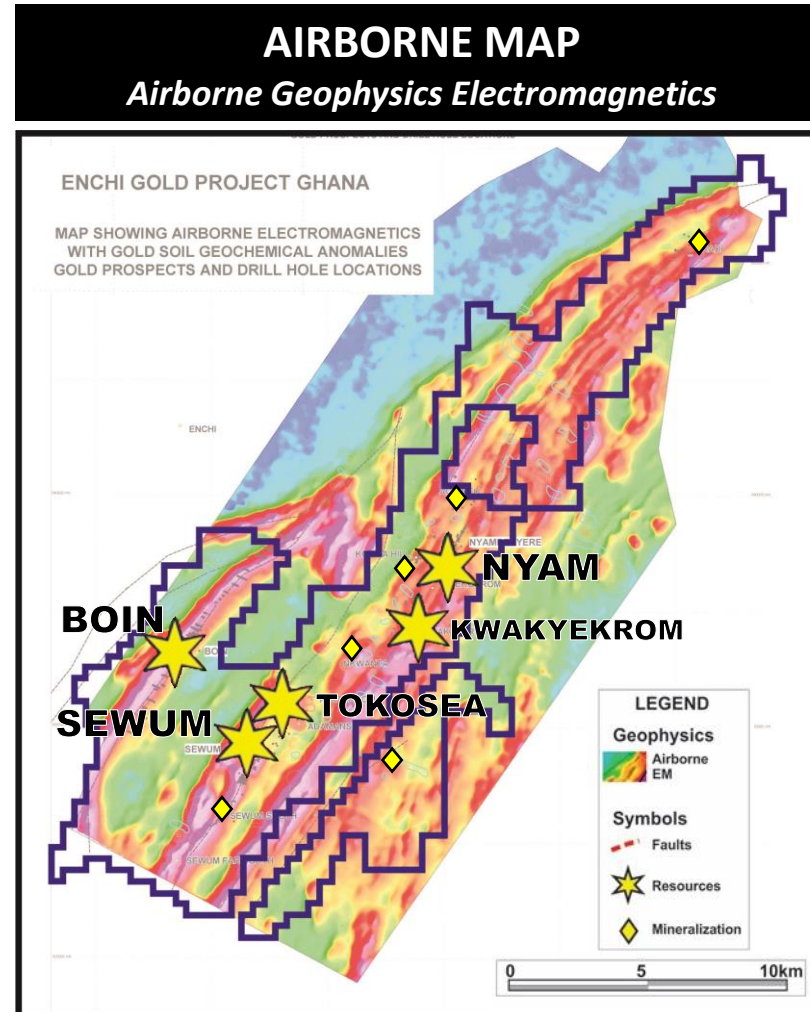 AIRBORNE MAP
Airborne Geophysics Electromagnetics
ENCHI GOLD PROJECT GHANA
MAP SHOWING AIRBORNE ELECTROMAGNETICS
WITH GOLD SOIL GEOCHEMICAL ANOMALIES
GOLD PROSPECTS AND DRILL HOLE LOCATIONS
ENCHI
NYAM
BOIN
KWAKYEKROM
BOIN
TOKOSEA
SEWUM
SEWUM
LEGEND
Geophysics
Airborne
EM
Symbols
Faults
Resources
Mineralization
0 5 10km